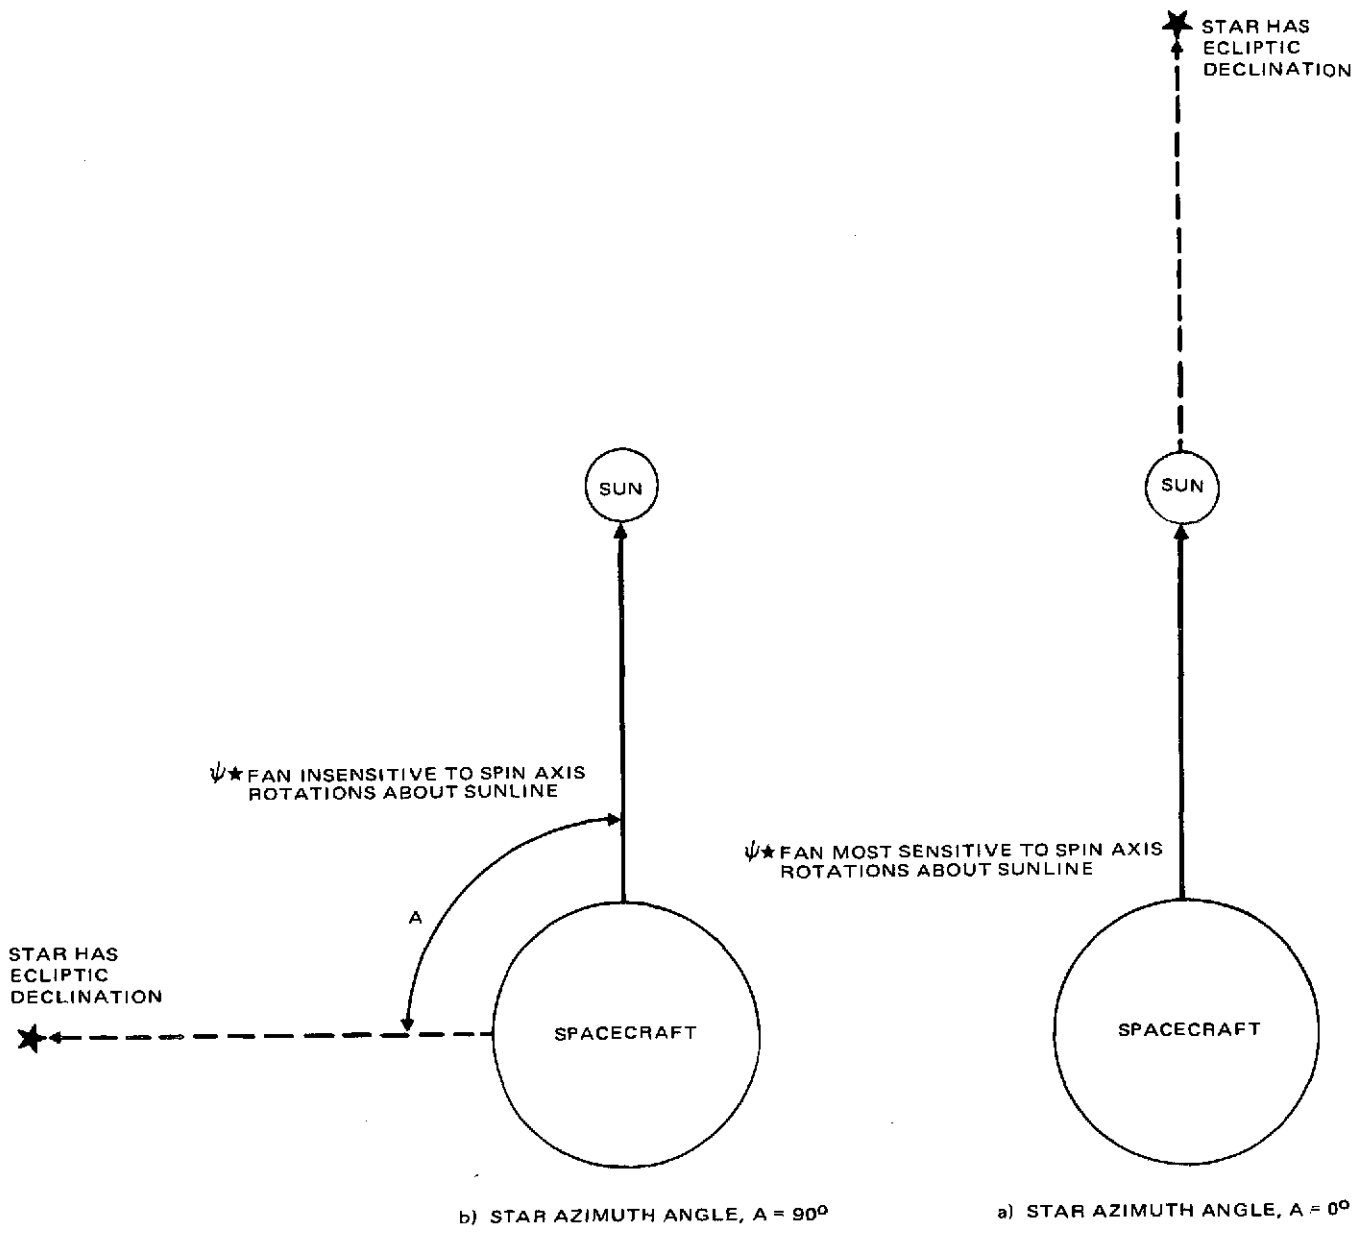 STAR HAS
ECLIPTIC
DECLINATION
SUN
SUN
ψ★ FAN INSENSITIVE TO SPIN AXIS
ROTATIONS ABOUT SUNLINE
ψ★ FAN MOST SENSITIVE TO SPIN AXIS
ROTATIONS ABOUT SUNLINE
A
STAR HAS
ECLIPTIC
DECLINATION
SPACECRAFT
SPACECRAFT
b) STAR AZIMUTH ANGLE, A = 90°
a) STAR AZIMUTH ANGLE, A = 0°